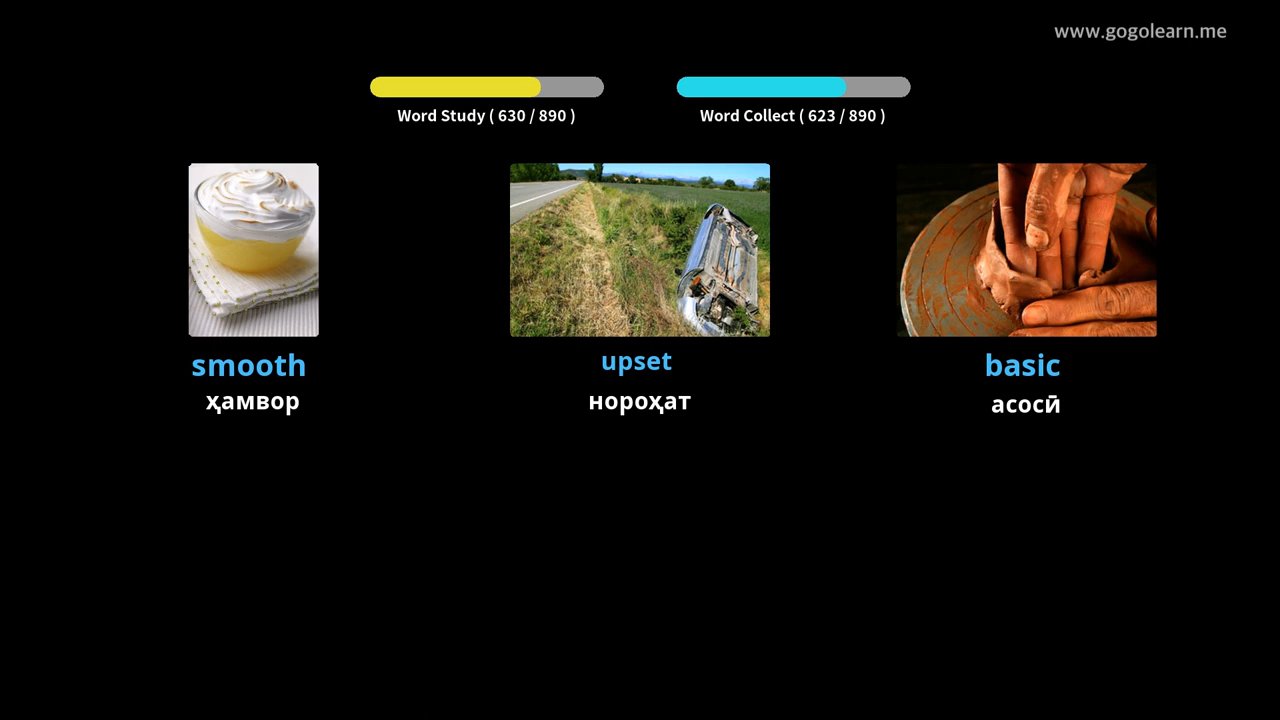 www.gogolearn.me
Word Study ( 630 / 890 )
Word Collect ( 623 / 890 )
smooth
ҳамвор
upset
нороҳат
basic
асосӣ